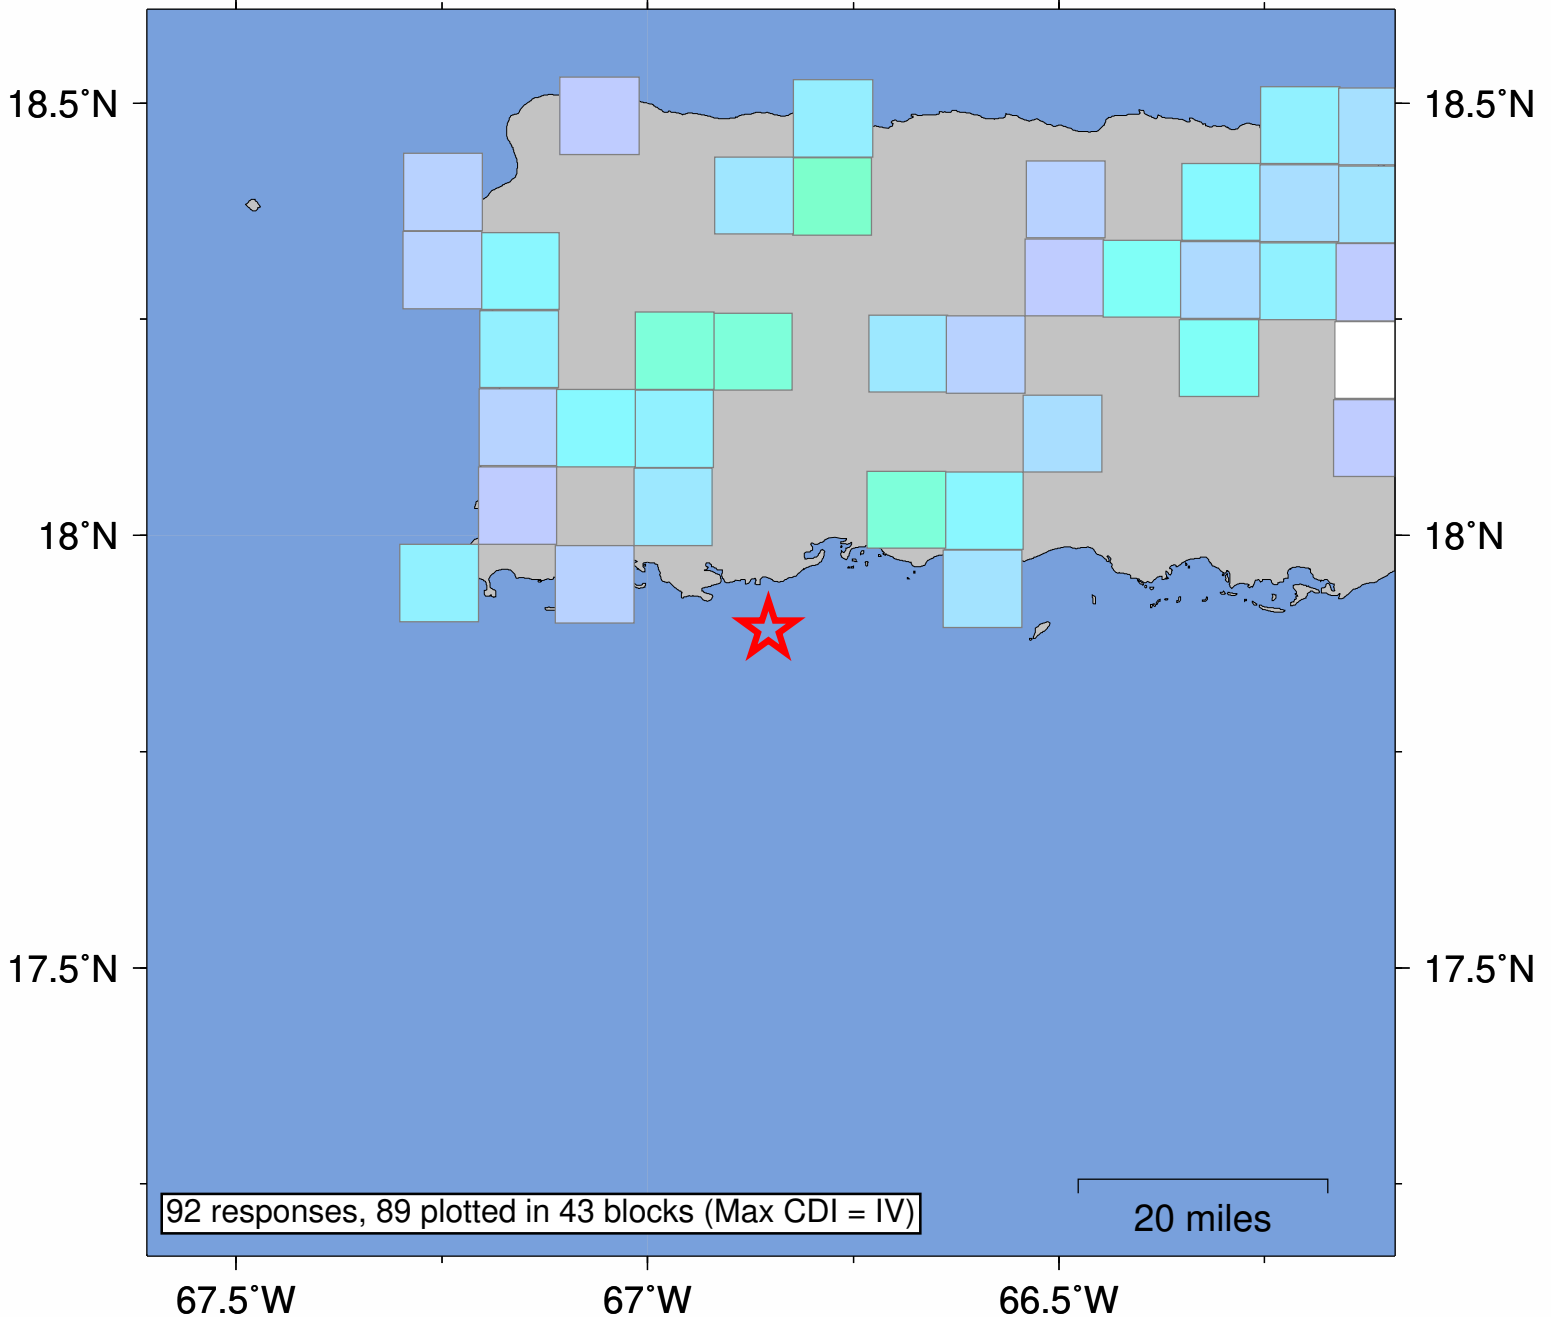 18.5˚N 18.5˚N
18˚N 18˚N
17.5˚N 17.5˚N
92 responses, 89 plotted in 43 blocks (Max CDI = IV)
20 miles
67.5˚W 67˚W 66.5˚W